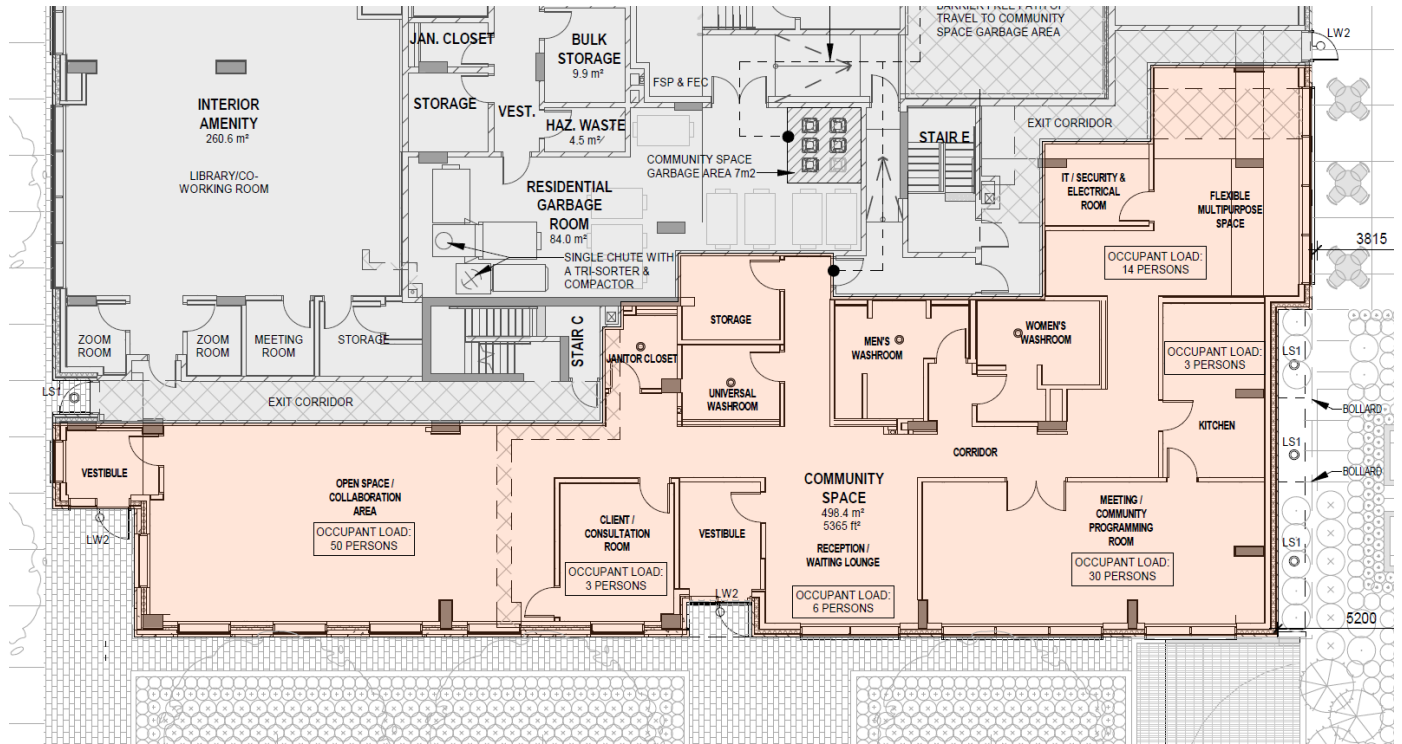 BARRIER FREE PATH OF
TRAVEL TO COMMUNITY
SPACE GARBAGE AREA
LW2
JAN. CLOSET
BULK
STORAGE
9.9 m²
FSP & FEC
STORAGE
VEST.
HAZ. WASTE
4.5 m²
INTERIOR
AMENITY
260.6 m²
LIBRARY/CO-
WORKING ROOM
COMMUNITY SPACE
GARBAGE AREA 7m2
STAIR E
EXIT CORRIDOR
IT / SECURITY &
ELECTRICAL
ROOM
FLEXIBLE
MULTIPURPOSE
SPACE
RESIDENTIAL
GARBAGE
ROOM
84.0 m²
SINGLE CHUTE WITH
A TRI-SORTER &
COMPACTOR
OCCUPANT LOAD:
14 PERSONS
3815
ZOOM
ROOM
ZOOM
ROOM
MEETING
ROOM
STORAGE
STAIR C
JANITOR CLOSET
STORAGE
UNIVERSAL
WASHROOM
MEN'S
WASHROOM
WOMEN'S
WASHROOM
OCCUPANT LOAD:
3 PERSONS
LS1
LS1
EXIT CORRIDOR
BOLLARD
KITCHEN
LS1
CORRIDOR
BOLLARD
VESTIBULE
OPEN SPACE /
COLLABORATION
AREA
OCCUPANT LOAD:
50 PERSONS
LW2
CLIENT /
CONSULTATION
ROOM
OCCUPANT LOAD:
3 PERSONS
VESTIBULE
LW2
COMMUNITY
SPACE
498.4 m²
5365 ft²
RECEPTION /
WAITING LOUNGE
OCCUPANT LOAD:
6 PERSONS
MEETING /
COMMUNITY
PROGRAMMING
ROOM
OCCUPANT LOAD:
30 PERSONS
LS1
5200